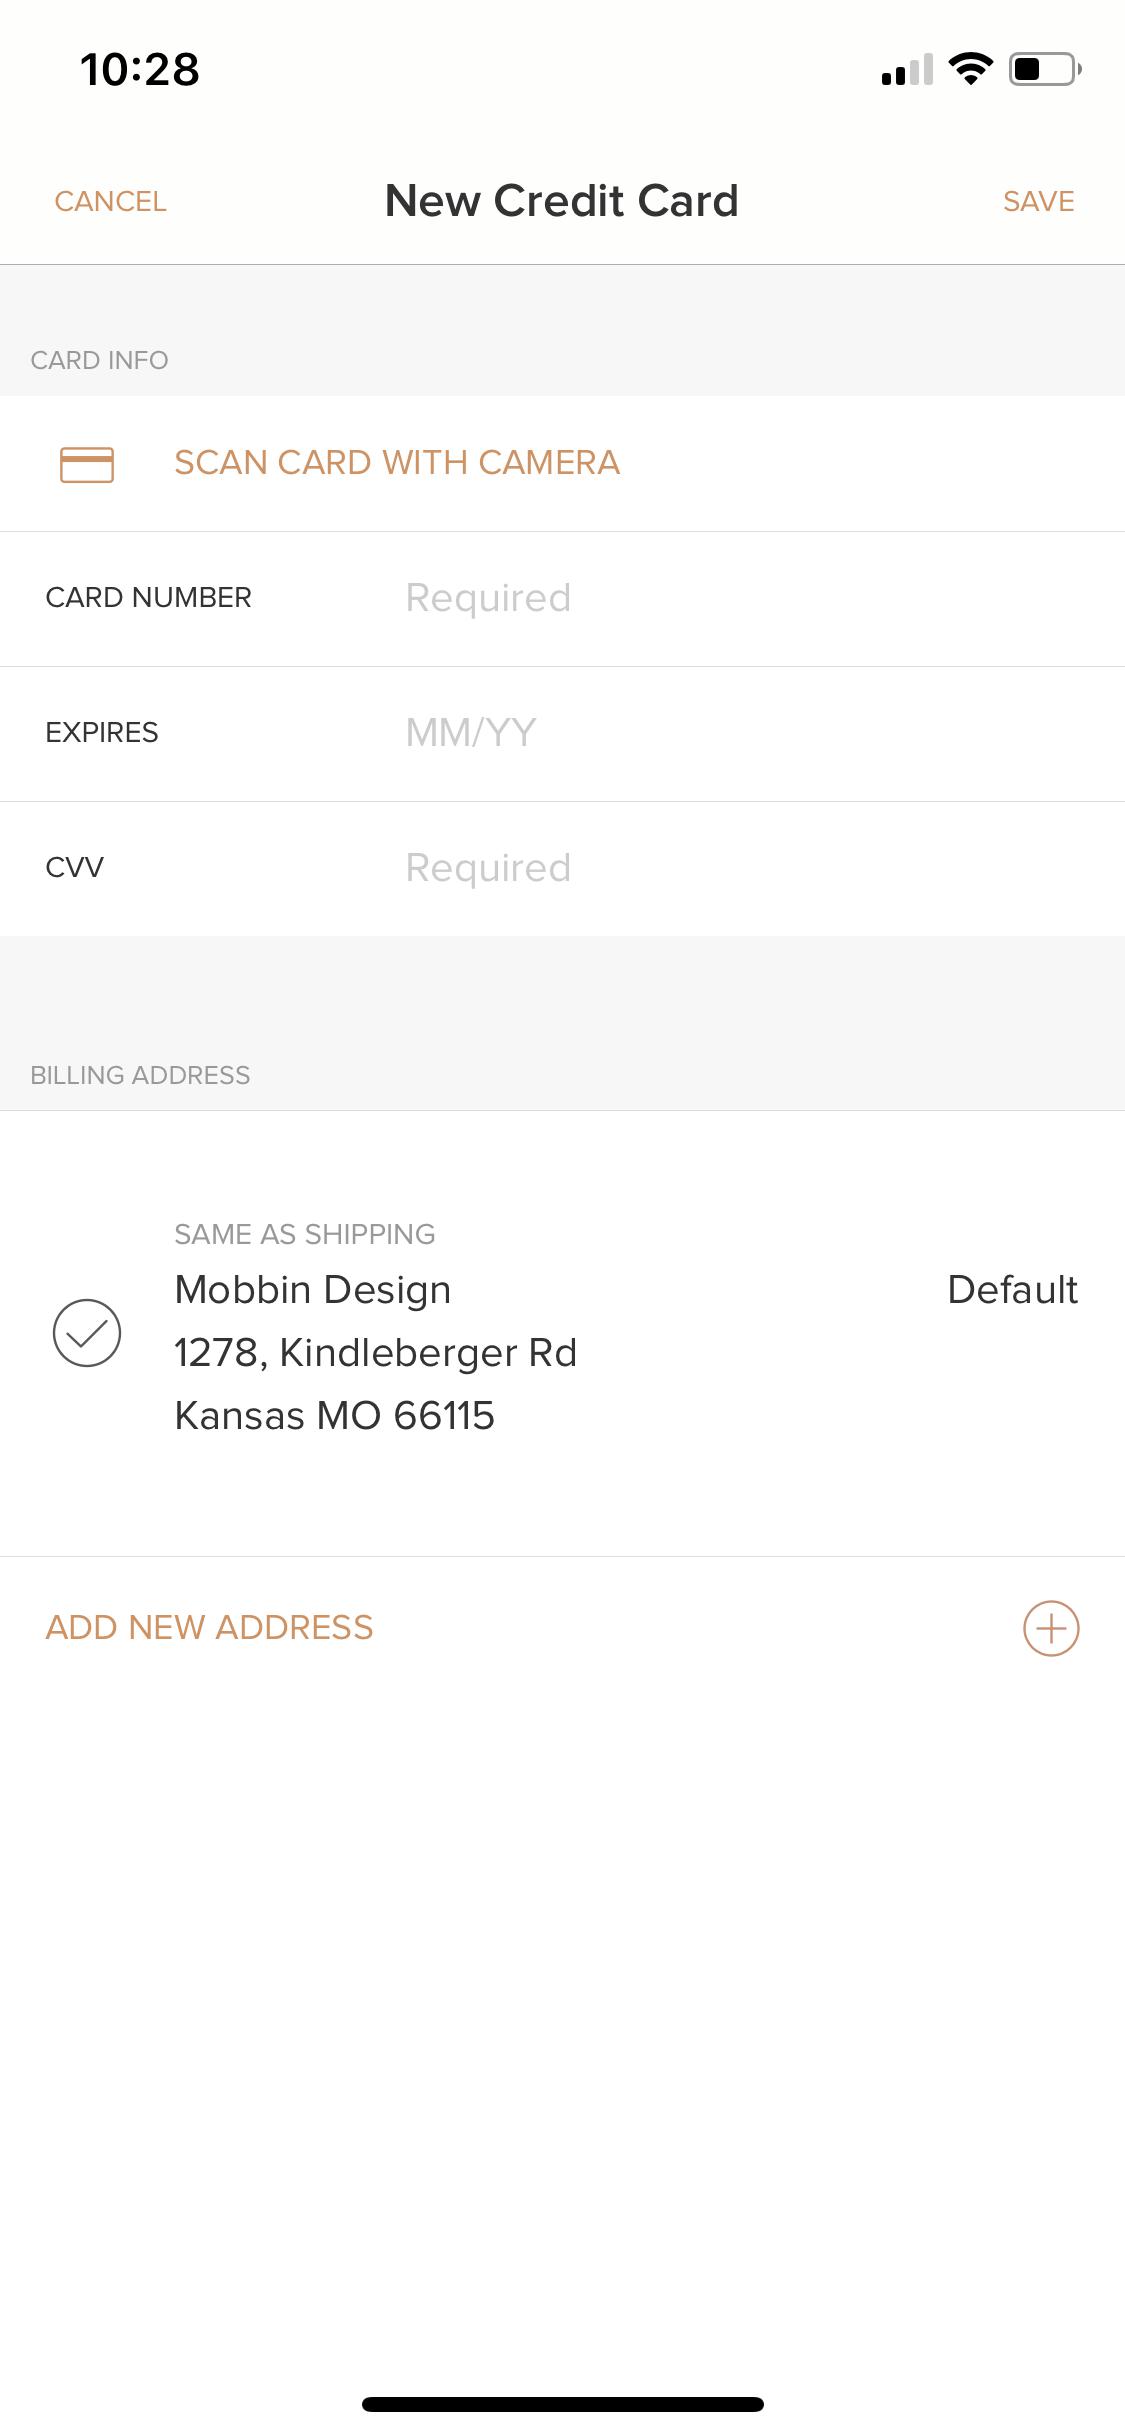 10:28
CANCEL New Credit Card SAVE
CARD INFO
SCAN CARD WITH CAMERA
CARD NUMBER Required
EXPIRES MM/YY
CVV Required
BILLING ADDRESS
SAME AS SHIPPING
Mobbin Design Default
1278, Kindleberger Rd
Kansas MO 66115
ADD NEW ADDRESS